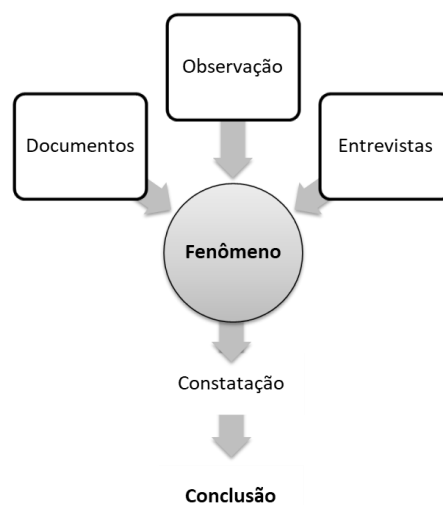 Observação
Documentos
Entrevistas
Fenômeno
Constatação
Conclusão